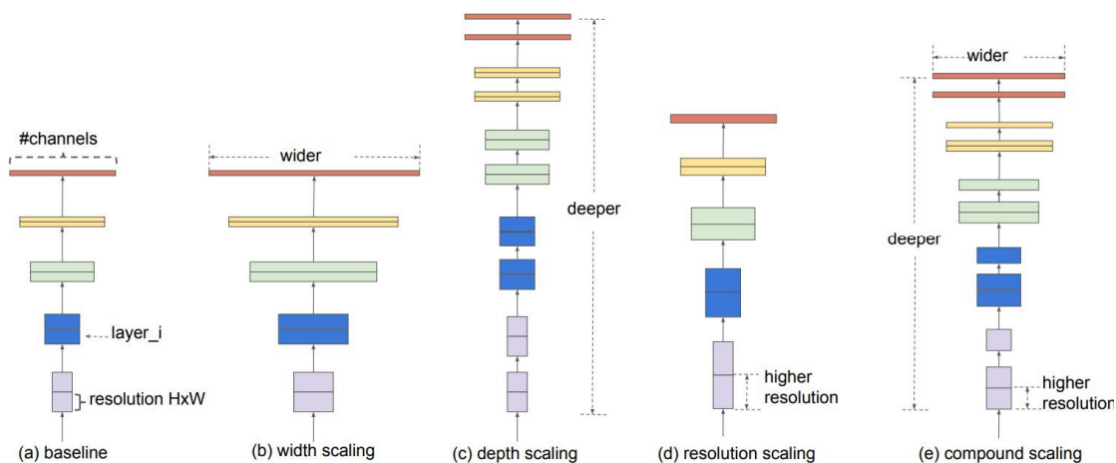 #channels
layer_i
resolution HxW
(a) baseline
wider
(b) width scaling
deeper
(c) depth scaling
higher
resolution
(d) resolution scaling
wider
deeper
higher
resolution
(e) compound scaling